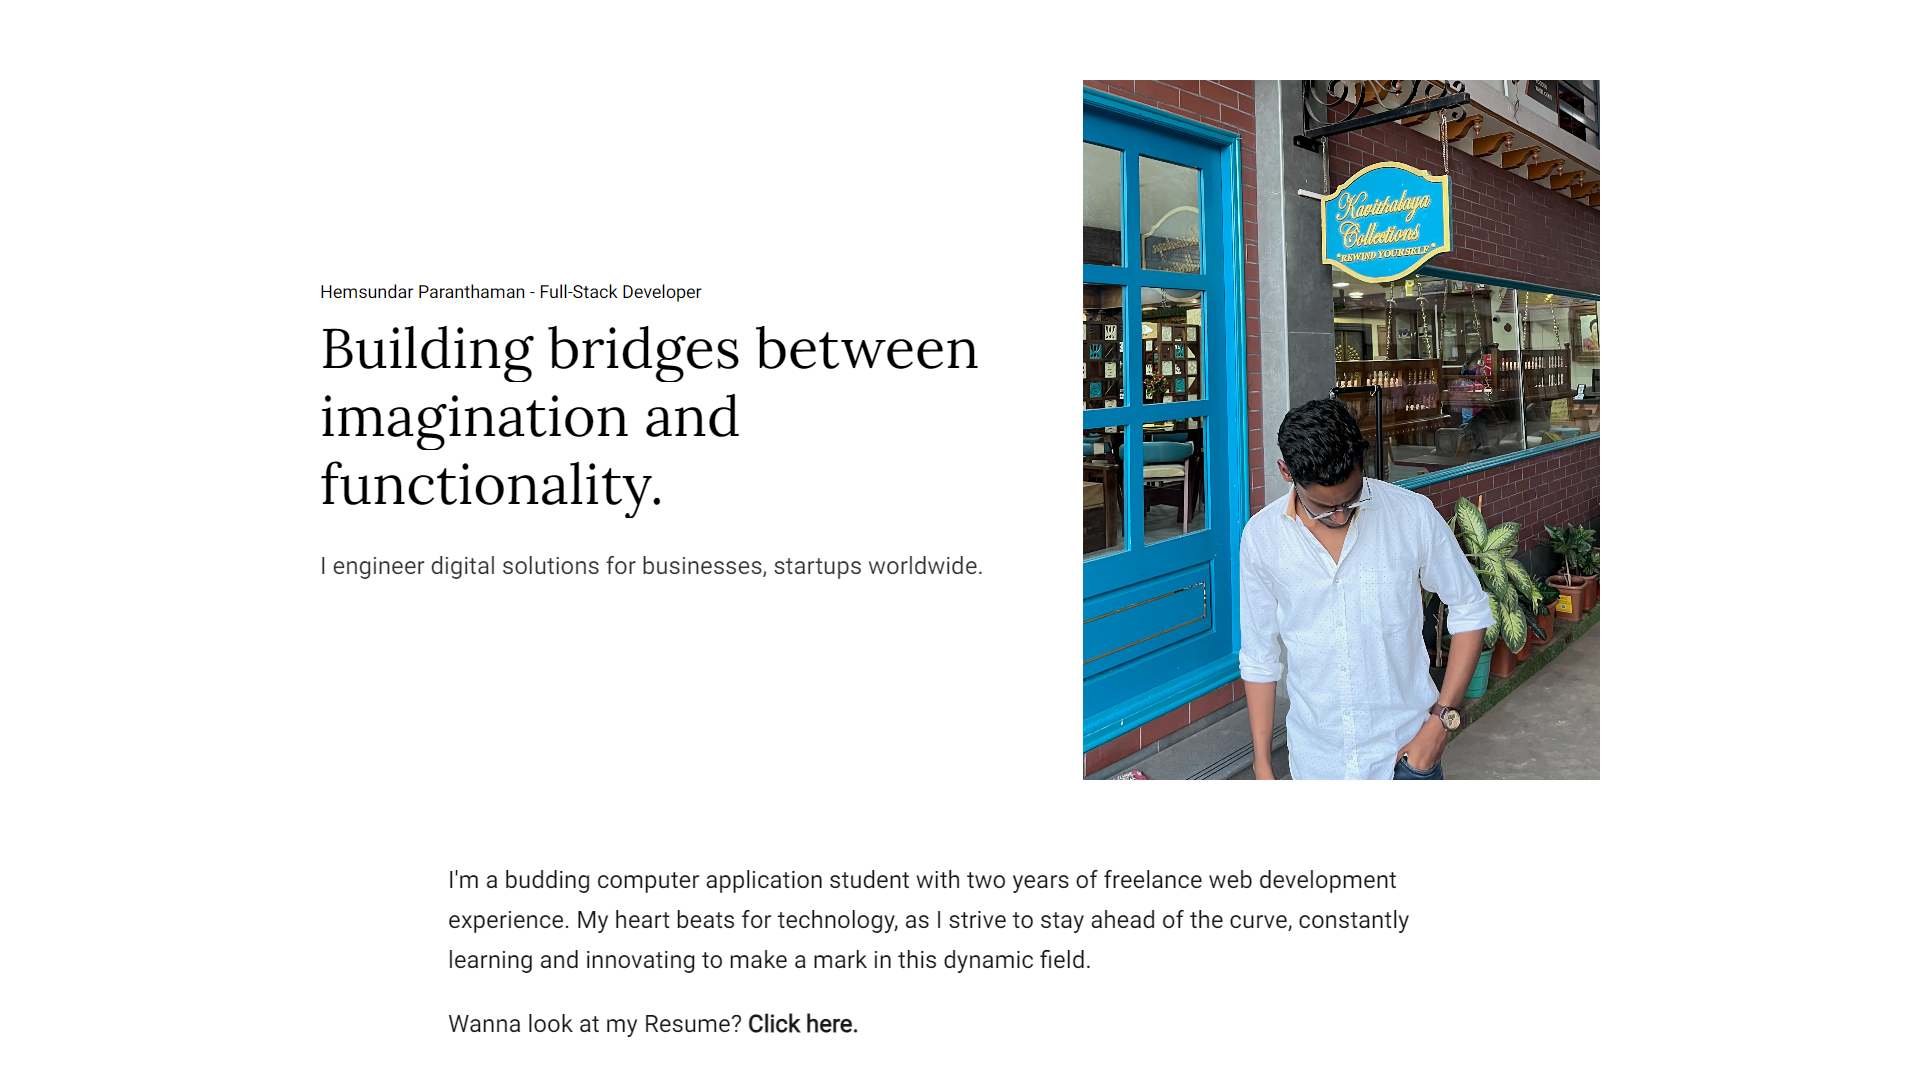 Hemsundar Paranthaman - Full-Stack Developer
Building bridges between
imagination and
functionality.
I engineer digital solutions for businesses, startups worldwide.
Kavithalaya
Collections
"REWIND YOURSELF"
I'm a budding computer application student with two years of freelance web development
experience. My heart beats for technology, as I strive to stay ahead of the curve, constantly
learning and innovating to make a mark in this dynamic field.
Wanna look at my Resume? Click here.